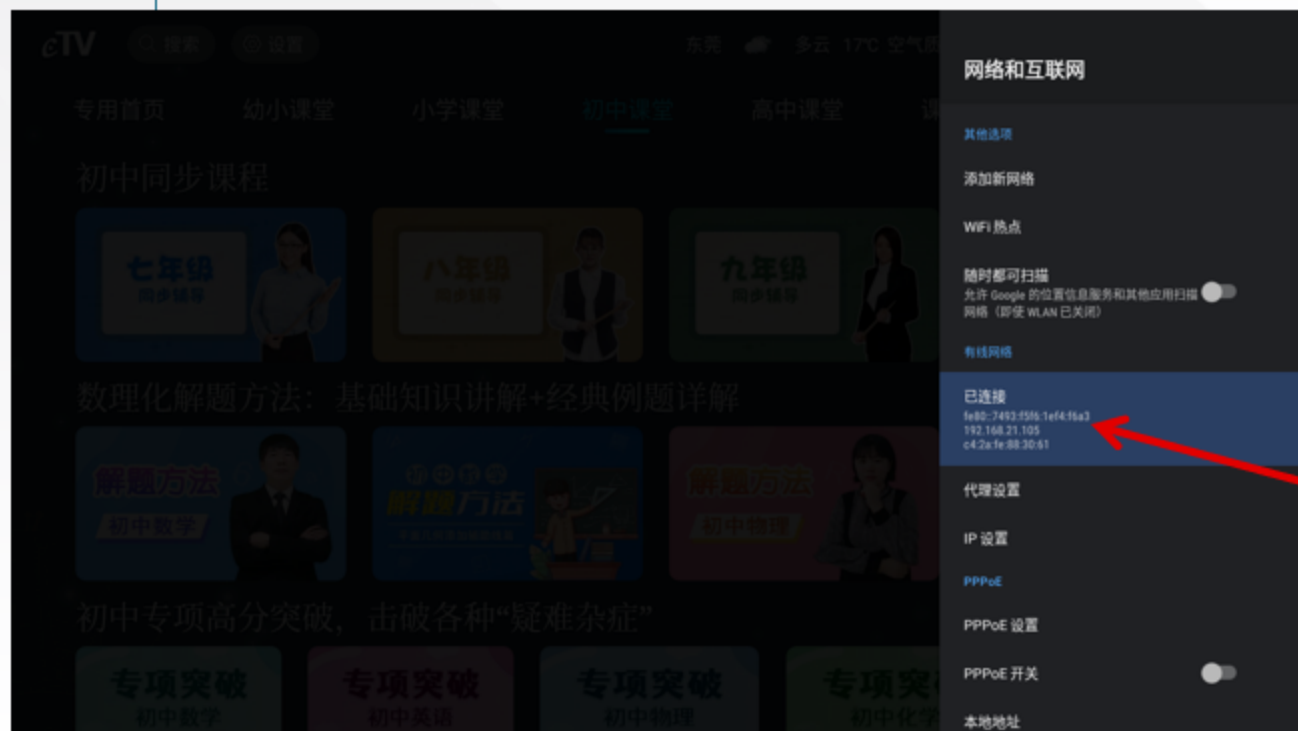 eTV
搜索
设置
东莞
多云 17℃ 空气质
专用首页
幼小课堂
小学课堂
初中课堂
高中课堂
课
初中同步课程
七年级
同步辅导
八年级
同步辅导
九年级
同步辅导
数理化解题方法：基础知识讲解+经典例题详解
解题方法
初中数学
初中数学
解题方法
解题方法
初中物理
初中专项高分突破，击破各种“疑难杂症”
专项突破
初中数学
专项突破
初中英语
专项突破
初中物理
专项突破
初中化学
网络和互联网
其他选项
添加新网络
WiFi 热点
随时都可扫描
允许 Google 的位置信息服务和其他应用扫描
网络（即使 WLAN 已关闭）
有线网络
已连接
fe80::7493:f5f6:1ef4:f6a3
192.168.21.105
c4:2a:fe:88:30:61
代理设置
IP 设置
PPPoE
PPPoE 设置
PPPoE 开关
本地地址